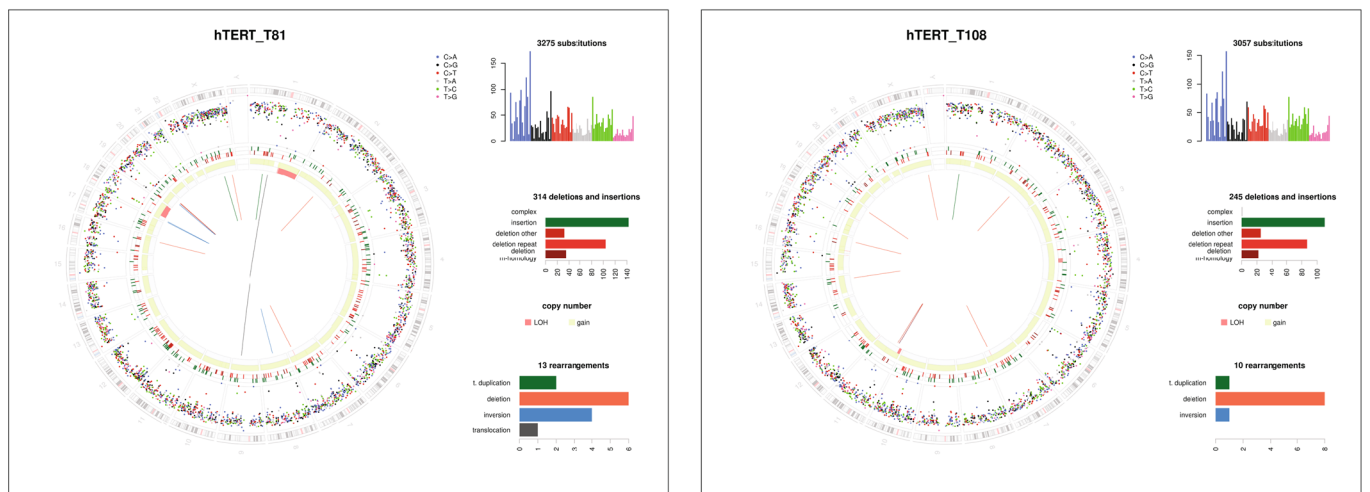 hTERT_T81
C>A
C>G
C>T
T>A
T>C
T>G
3275 substitutions
150
100
50
0
314 deletions and insertions
complex
insertion
deletion other
deletion repeat
deletion
m-homology
0 20 40 60 80 100 120 140
copy number
LOH gain
13 rearrangements
t. duplication
deletion
inversion
translocation
0 1 2 3 4 5 6
hTERT_T108
C>A
C>G
C>T
T>A
T>C
T>G
3057 substitutions
150
100
50
0
245 deletions and insertions
complex
insertion
deletion other
deletion repeat
deletion
m-homology
0 20 40 60 80 100
copy number
LOH gain
10 rearrangements
t. duplication
deletion
inversion
0 2 4 6 8